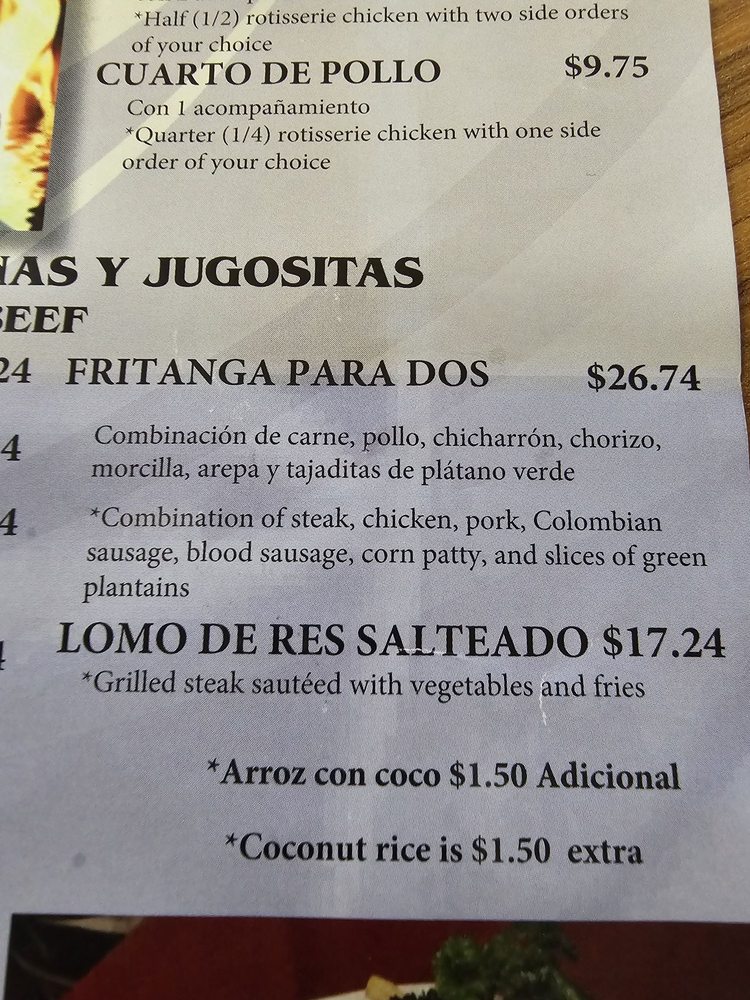 *Half (1/2) rotisserie chicken with two side orders
of your choice
CUARTO DE POLLO $9.75
Con 1 acompañamiento
*Quarter (1/4) rotisserie chicken with one side
order of your choice
Y JUGOSITAS
24 FRITANGA PARA DOS $26.74
Combinación de carne, pollo, chicharrón, chorizo,
4
morcilla, arepa y tajaditas de plátano verde
4 *Combination of steak, chicken, pork, Colombian
sausage, blood sausage, corn patty, and slices of green
plantains
LOMO DE RES SALTEADO $17.24
*Grilled steak sautéed with vegetables and fries
*Arroz con coco $1.50 Adicional
*Coconut rice is $1.50 extra